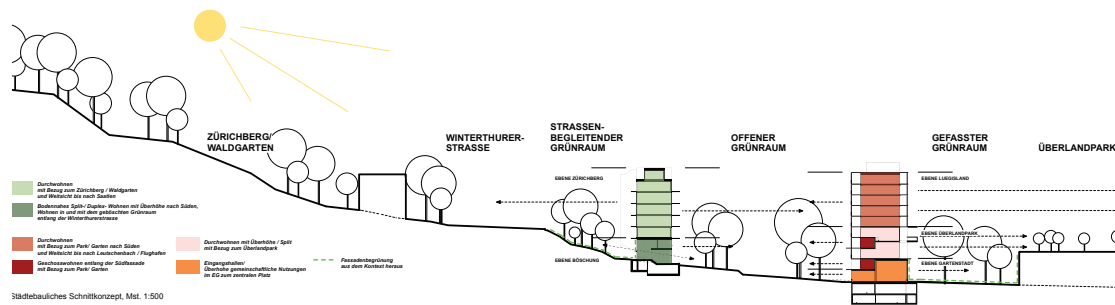 ZÜRICHBERG/
WALDGARTEN
WINTERTHURER-
STRASSE
STRASSEN-
BEGLEITENDER
GRÜNRAUM
OFFENER
GRÜNRAUM
GEFASSTER
GRÜNRAUM
ÜBERLANDPARK
EBENE ZÜRICHBERG
EBENE BÖSCHUNG
EBENE LUEGISLAND
EBENE ÜBERLANDPARK
EBENE GARTENSTADT
Durchwohnen
mit Bezug zum Zürichberg / Waldgarten
und Weitsicht bis nach Saatlen
Bodennahes Split-/ Duplex- Wohnen mit Überhöhe nach Süden,
Wohnen in und mit dem geböschten Grünraum
entlang der Winterthurerstrasse
Durchwohnen
mit Bezug zum Park/ Garten nach Süden
und Weitsicht bis nach Leutschenbach / Flughafen
Geschosswohnen entlang der Südfassade
mit Bezug zum Park/ Garten
Durchwohnen mit Überhöhe / Split
mit Bezug zum Überlandpark
Eingangshallen/
Überhohe gemeinschaftliche Nutzungen
im EG zum zentralen Platz
Fassadenbegrünung
aus dem Kontext heraus
Städtebauliches Schnittkonzept, Mst. 1:500